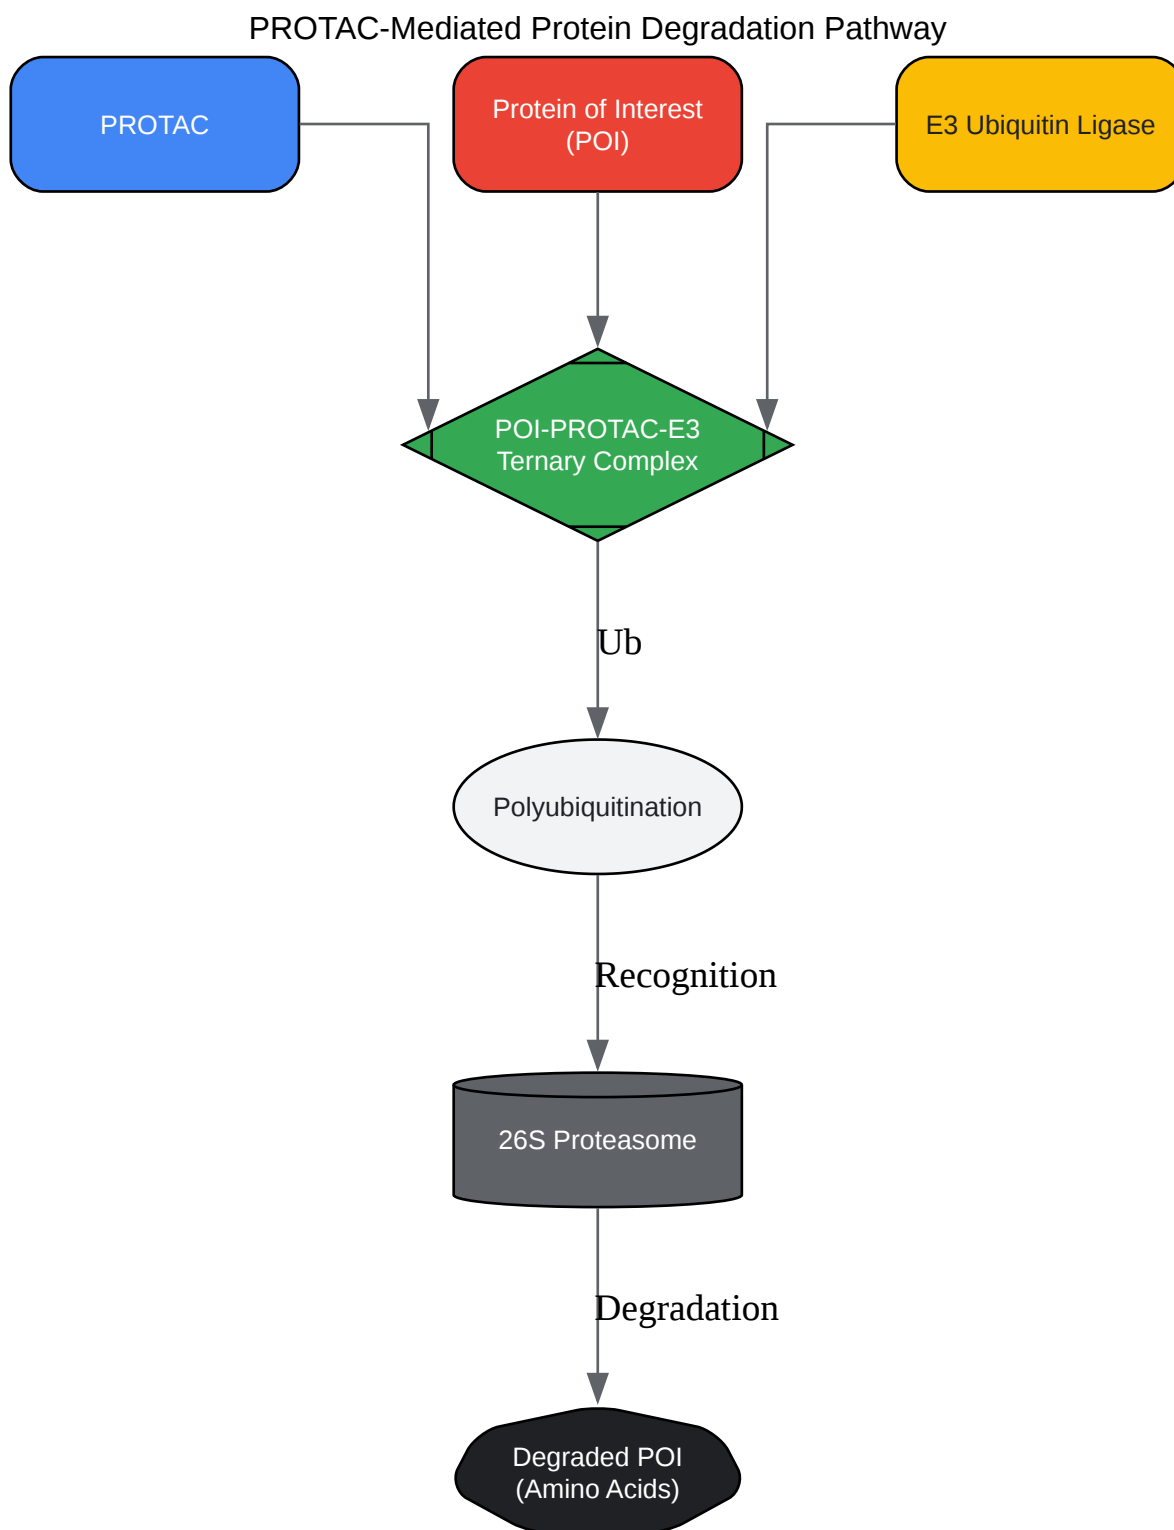 PROTAC-Mediated Protein Degradation Pathway
PROTAC
Protein of Interest
(POI)
E3 Ubiquitin Ligase
POI-PROTAC-E3
Ternary Complex
Ub
Polyubiquitination
Recognition
26S Proteasome
Degradation
Degraded POI
(Amino Acids)